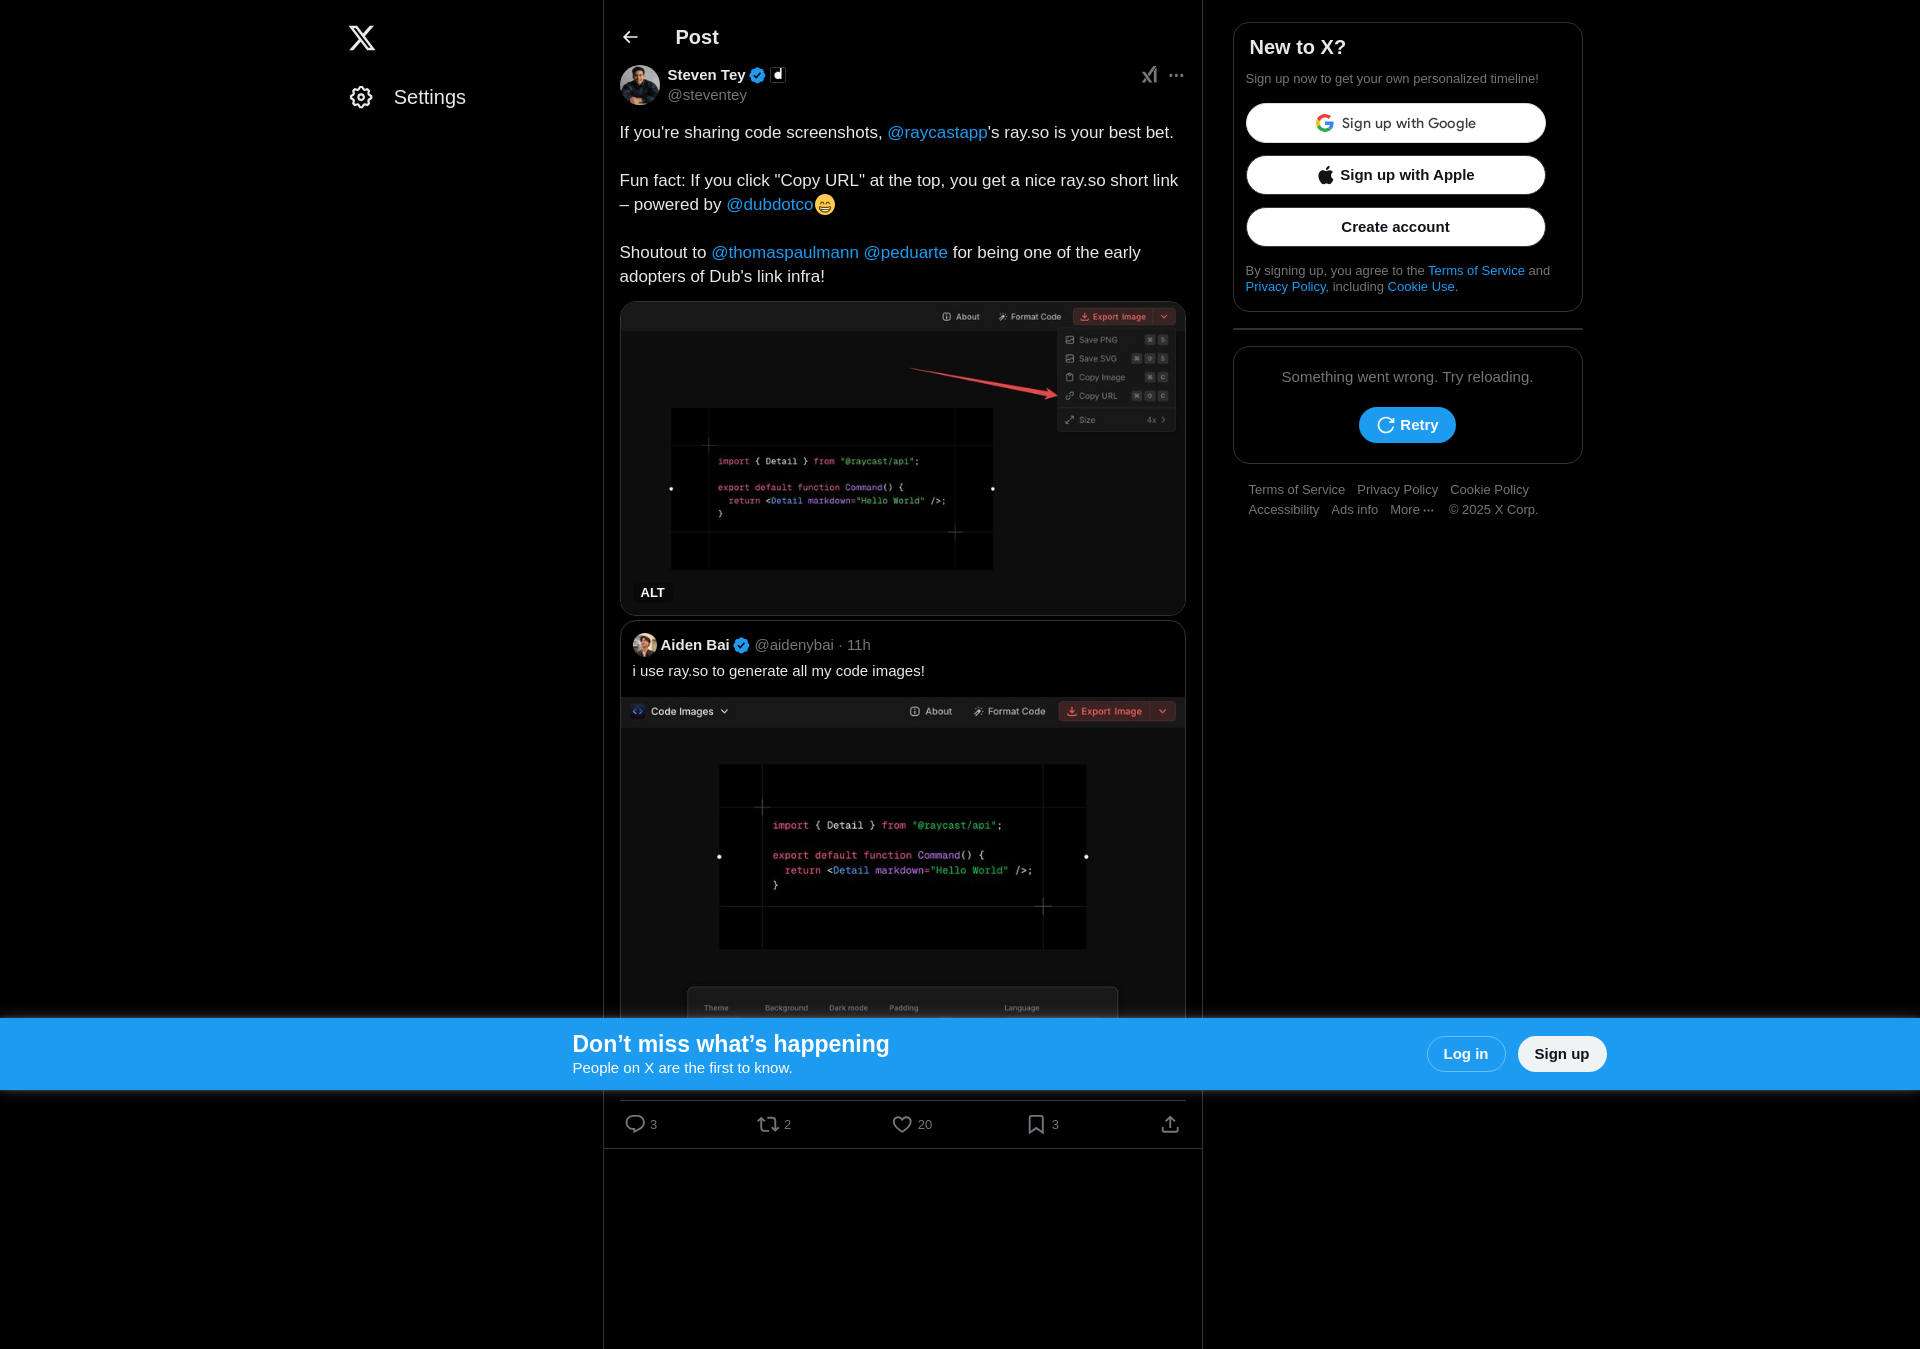 Settings
Post
Steven Tey
@steventey
If you're sharing code screenshots, @raycastapp's ray.so is your best bet.
Fun fact: If you click "Copy URL" at the top, you get a nice ray.so short link
– powered by @dubdotco😁
Shoutout to @thomaspaulmann @peduarte for being one of the early
adopters of Dub's link infra!
About Format Code Export Image
Save PNG ⌘ S
Save SVG ⌘ ⇧ S
Copy Image ⌘ C
Copy URL ⌘ ⇧ C
Size 4x
import { Detail } from "@raycast/api";
export default function Command() {
return <Detail markdown="Hello World" />;
}
ALT
Aiden Bai @aidenybai · 11h
i use ray.so to generate all my code images!
Code Images About Format Code Export Image
import { Detail } from "@raycast/api";
export default function Command() {
return <Detail markdown="Hello World" />;
}
Theme Background Dark mode Padding Language
3 2 20 3
New to X?
Sign up now to get your own personalized timeline!
Sign up with Google
Sign up with Apple
Create account
By signing up, you agree to the Terms of Service and
Privacy Policy, including Cookie Use.
Something went wrong. Try reloading.
Retry
Terms of Service Privacy Policy Cookie Policy
Accessibility Ads info More ··· © 2025 X Corp.
Don’t miss what’s happening
People on X are the first to know.
Log in Sign up